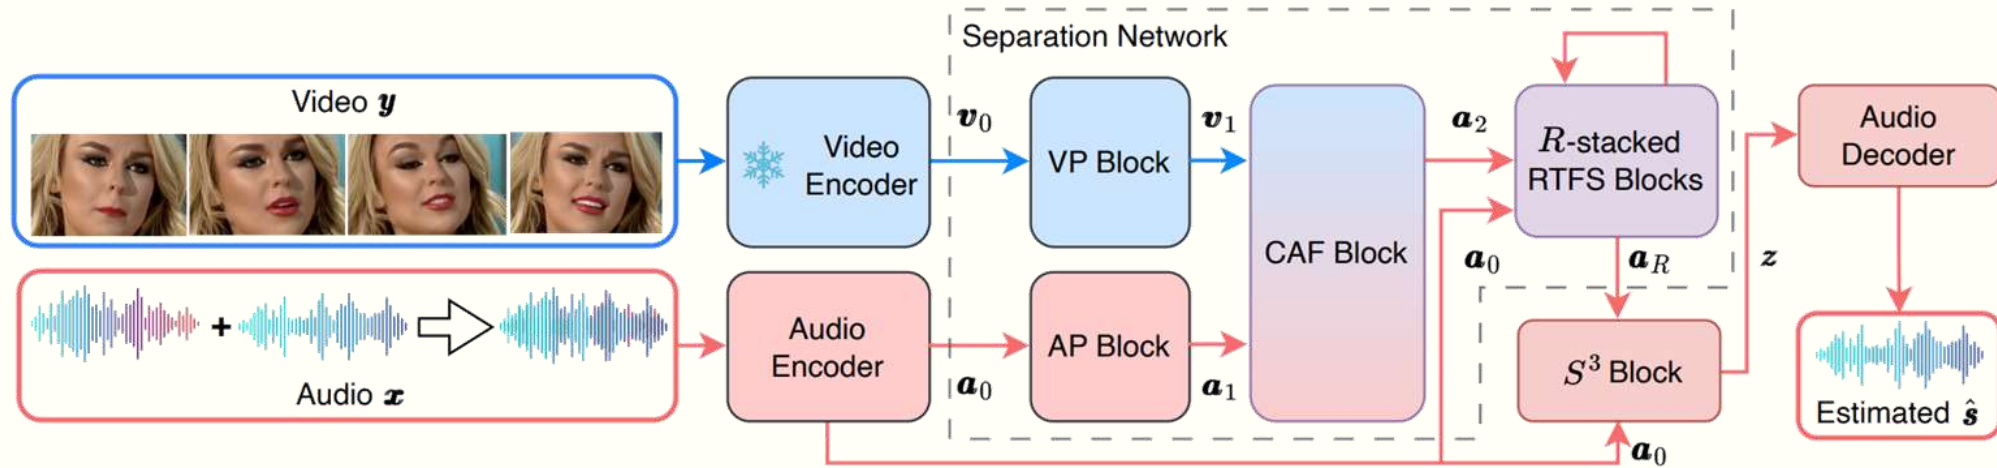 Separation Network
Video y
Video
Encoder
v₀
VP Block
v₁
CAF Block
a₂
R-stacked
RTFS Blocks
a₀
a_R
z
Audio
Decoder
+
Audio x
Audio
Encoder
a₀
AP Block
a₁
S³ Block
a₀
Estimated ŝ